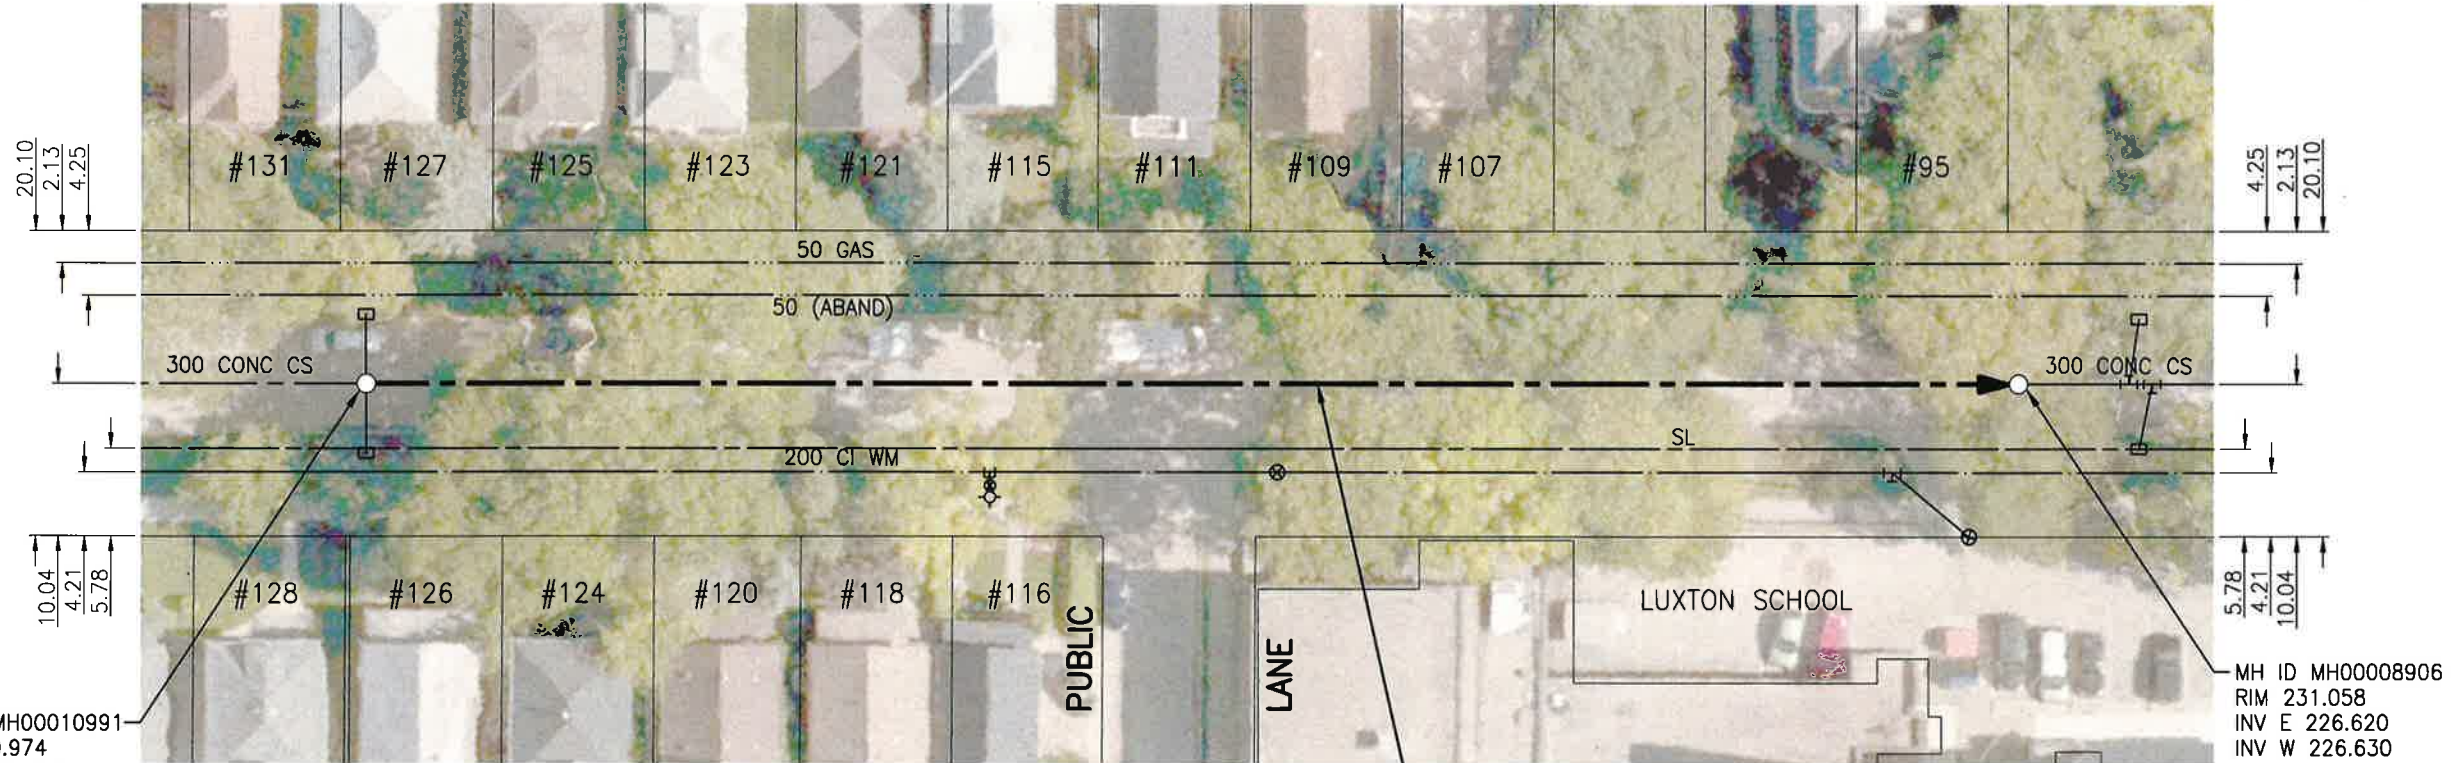 20.10
2.13
4.25
#131
#127
#125
#123
#121
#115
#111
#109
#107
#95
4.25
2.13
20.10
50 GAS
50 (ABAND)
300 CONC CS
300 CONC CS
SL
200 CI WM
10.04
4.21
5.78
#128
#126
#124
#120
#118
#116
PUBLIC
LANE
LUXTON SCHOOL
5.78
4.21
10.04
MH00010991
.974
MH ID MH00008906
RIM 231.058
INV E 226.620
INV W 226.630